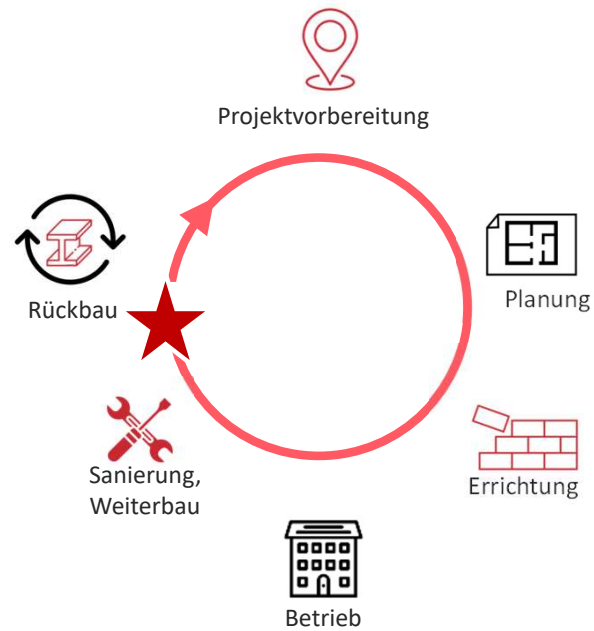 Projektvorbereitung
Planung
Errichtung
Betrieb
Sanierung,
Weiterbau
Rückbau